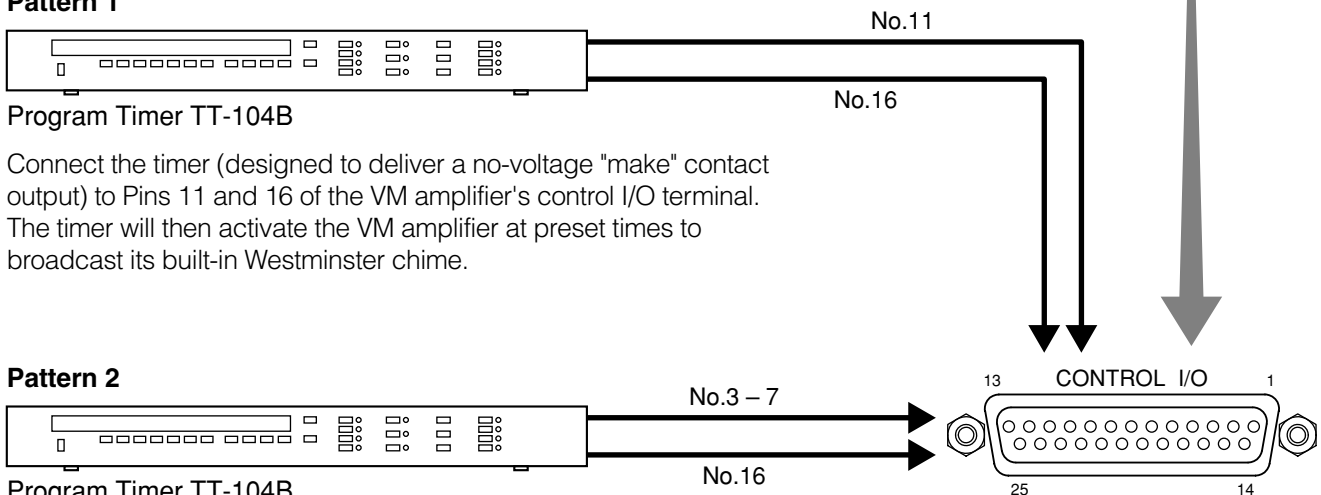 Pattern 1
No.11
No.16
Program Timer TT-104B
Connect the timer (designed to deliver a no-voltage "make" contact
output) to Pins 11 and 16 of the VM amplifier's control I/O terminal.
The timer will then activate the VM amplifier at preset times to
broadcast its built-in Westminster chime.
Pattern 2
No.3 – 7
No.16
13 CONTROL I/O 1
25 14
Program Timer TT-104B